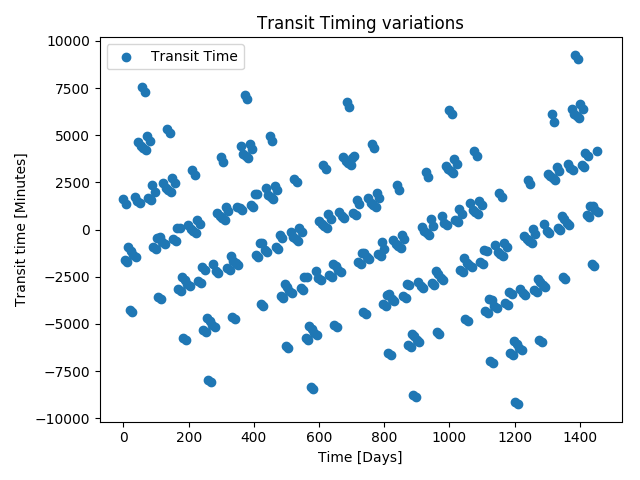 Transit Timing variations
Transit Time
Transit time [Minutes]
10000
7500
5000
2500
0
−2500
−5000
−7500
−10000
0 200 400 600 800 1000 1200 1400
Time [Days]